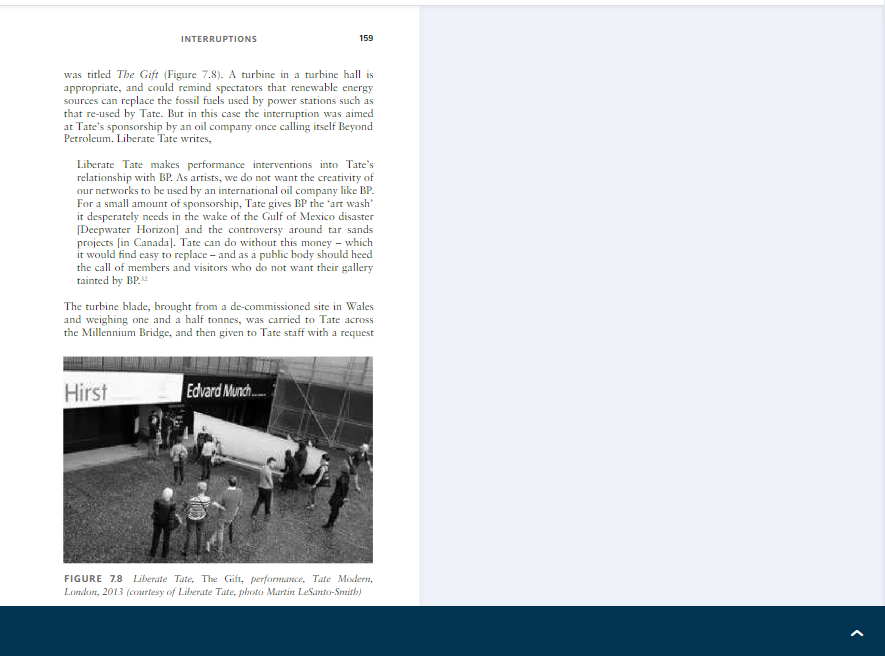 INTERRUPTIONS 159
was titled The Gift (Figure 7.8). A turbine in a turbine hall is
appropriate, and could remind spectators that renewable energy
sources can replace the fossil fuels used by power stations such as
that re-used by Tate. But in this case the interruption was aimed
at Tate's sponsorship by an oil company once calling itself Beyond
Petroleum. Liberate Tate writes,
Liberate Tate makes performance interventions into Tate's
relationship with BP. As artists, we do not want the creativity of
our networks to be used by an international oil company like BP.
For a small amount of sponsorship, Tate gives BP the 'art wash'
it desperately needs in the wake of the Gulf of Mexico disaster
[Deepwater Horizon] and the controversy around tar sands
projects [in Canada]. Tate can do without this money – which
it would find easy to replace – and as a public body should heed
the call of members and visitors who do not want their gallery
tainted by BP.32
The turbine blade, brought from a de-commissioned site in Wales
and weighing one and a half tonnes, was carried to Tate across
the Millennium Bridge, and then given to Tate staff with a request
Hirst
Edvard Munch
FIGURE 7.8 Liberate Tate, The Gift, performance, Tate Modern,
London, 2013 (courtesy of Liberate Tate, photo Martin LeSanto-Smith)